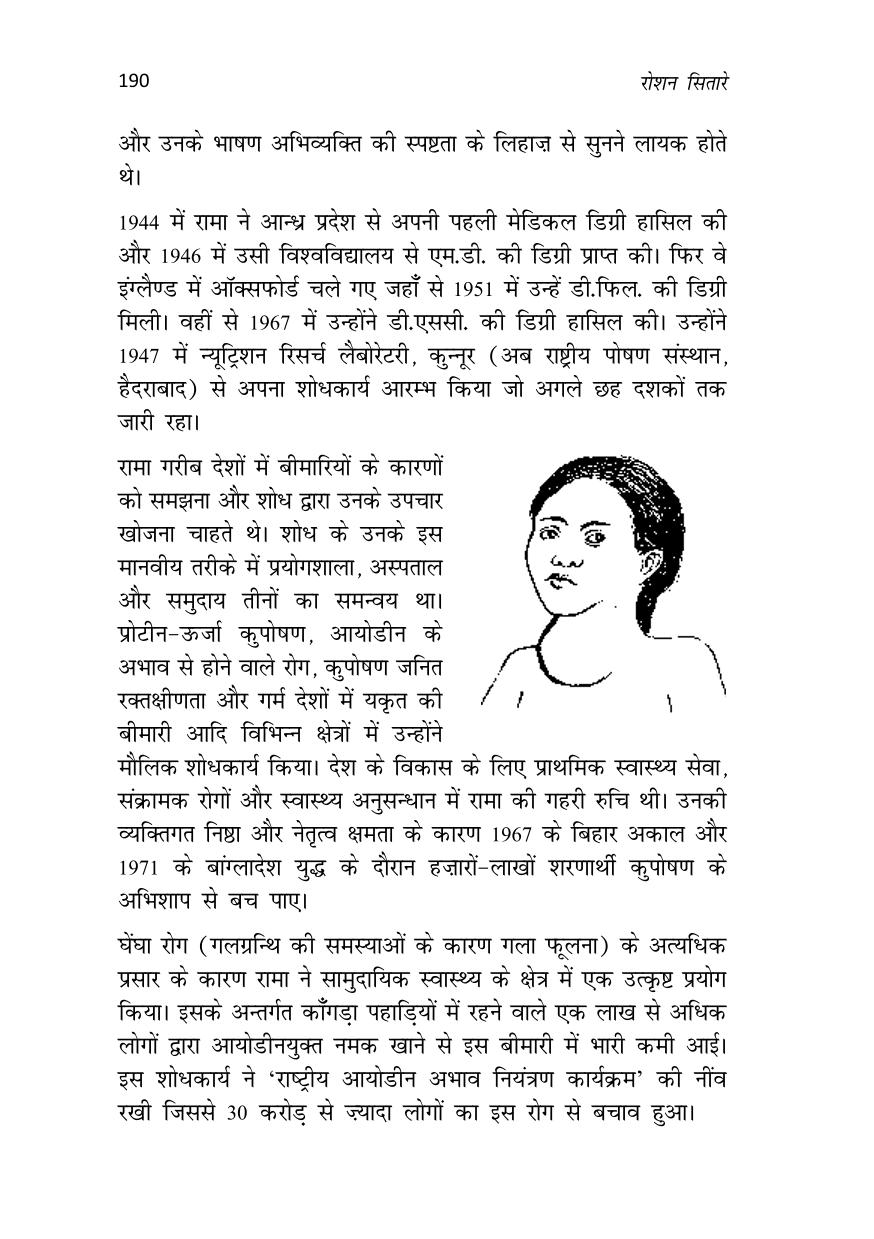 190
रोशन सितारे
और उनके भाषण अभिव्यक्ति की स्पष्टता के लिहाज़ से सुनने लायक होते
थे।
1944 में रामा ने आन्ध्र प्रदेश से अपनी पहली मेडिकल डिग्री हासिल की
और 1946 में उसी विश्वविद्यालय से एम.डी. की डिग्री प्राप्त की। फिर वे
इंग्लैण्ड में ऑक्सफोर्ड चले गए जहाँ से 1951 में उन्हें डी.फिल. की डिग्री
मिली। वहीं से 1967 में उन्होंने डी.एससी. की डिग्री हासिल की। उन्होंने
1947 में न्यूट्रिशन रिसर्च लैबोरेटरी, कुन्नूर (अब राष्ट्रीय पोषण संस्थान,
हैदराबाद) से अपना शोधकार्य आरम्भ किया जो अगले छह दशकों तक
जारी रहा।
रामा गरीब देशों में बीमारियों के कारणों
को समझना और शोध द्वारा उनके उपचार
खोजना चाहते थे। शोध के उनके इस
मानवीय तरीके में प्रयोगशाला, अस्पताल
और समुदाय तीनों का समन्वय था।
प्रोटीन-ऊर्जा कुपोषण, आयोडीन के
अभाव से होने वाले रोग, कुपोषण जनित
रक्तक्षीणता और गर्म देशों में यकृत की
बीमारी आदि विभिन्न क्षेत्रों में उन्होंने
मौलिक शोधकार्य किया। देश के विकास के लिए प्राथमिक स्वास्थ्य सेवा,
संक्रामक रोगों और स्वास्थ्य अनुसन्धान में रामा की गहरी रुचि थी। उनकी
व्यक्तिगत निष्ठा और नेतृत्व क्षमता के कारण 1967 के बिहार अकाल और
1971 के बांग्लादेश युद्ध के दौरान हज़ारों-लाखों शरणार्थी कुपोषण के
अभिशाप से बच पाए।
घेंघा रोग (गलग्रन्थि की समस्याओं के कारण गला फूलना) के अत्यधिक
प्रसार के कारण रामा ने सामुदायिक स्वास्थ्य के क्षेत्र में एक उत्कृष्ट प्रयोग
किया। इसके अन्तर्गत काँगड़ा पहाड़ियों में रहने वाले एक लाख से अधिक
लोगों द्वारा आयोडीनयुक्त नमक खाने से इस बीमारी में भारी कमी आई।
इस शोधकार्य ने ‘राष्ट्रीय आयोडीन अभाव नियंत्रण कार्यक्रम’ की नींव
रखी जिससे 30 करोड़ से ज़्यादा लोगों का इस रोग से बचाव हुआ।